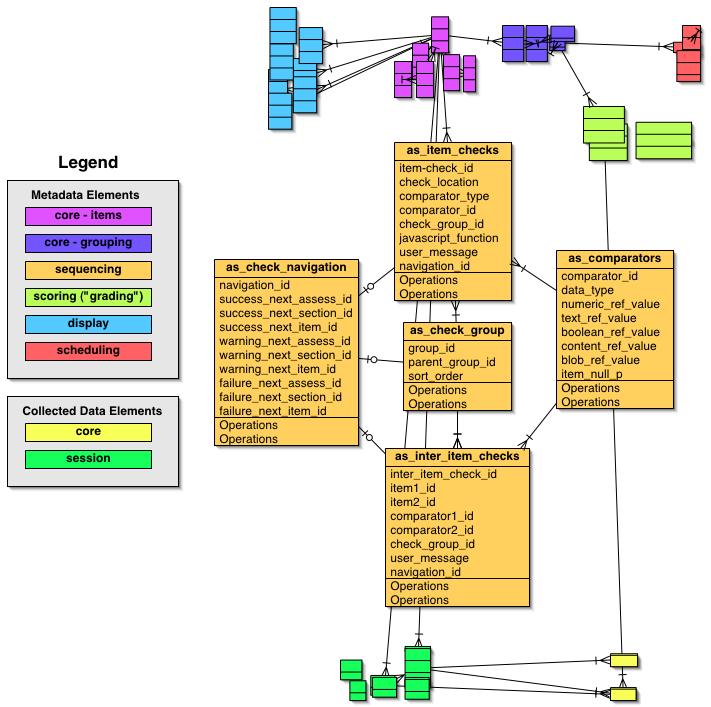 as_item_checks
item-check_id
check_location
comparator_type
comparator_id
check_group_id
javascript_function
user_message
navigation_id
Operations
Operations
Legend
Metadata Elements
core - items
core - grouping
sequencing
scoring ("grading")
display
scheduling
Collected Data Elements
core
session
as_check_navigation
navigation_id
success_next_assess_id
success_next_section_id
success_next_item_id
warning_next_assess_id
warning_next_section_id
warning_next_item_id
failure_next_assess_id
failure_next_section_id
failure_next_item_id
Operations
Operations
as_check_group
group_id
parent_group_id
sort_order
Operations
Operations
as_comparators
comparator_id
data_type
numeric_ref_value
text_ref_value
boolean_ref_value
content_ref_value
blob_ref_value
item_null_p
Operations
Operations
as_inter_item_checks
inter_item_check_id
item1_id
item2_id
comparator1_id
comparator2_id
check_group_id
user_message
navigation_id
Operations
Operations